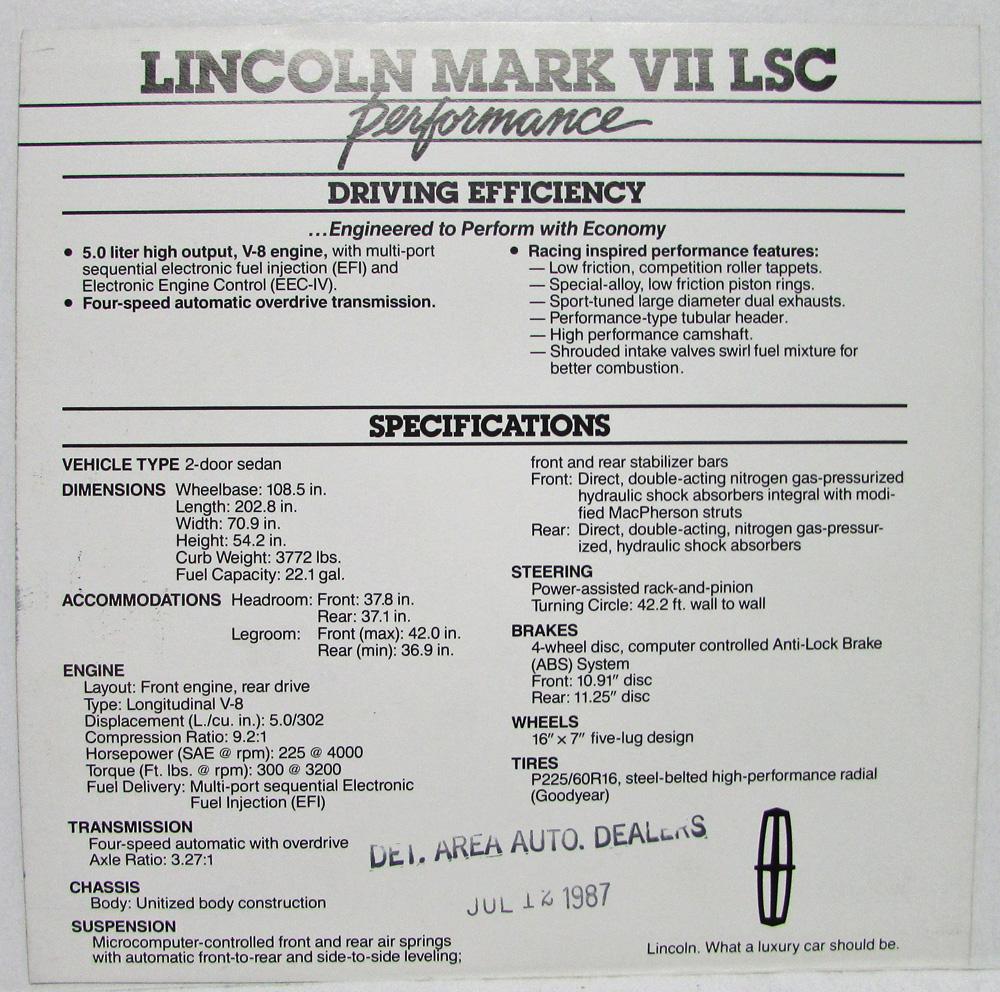 LINCOLN MARK VII LSC
performance
DRIVING EFFICIENCY
...Engineered to Perform with Economy
• 5.0 liter high output, V-8 engine, with multi-port
sequential electronic fuel injection (EFI) and
Electronic Engine Control (EEC-IV).
• Four-speed automatic overdrive transmission.
• Racing inspired performance features:
— Low friction, competition roller tappets.
— Special-alloy, low friction piston rings.
— Sport-tuned large diameter dual exhausts.
— Performance-type tubular header.
— High performance camshaft.
— Shrouded intake valves swirl fuel mixture for
better combustion.
SPECIFICATIONS
VEHICLE TYPE 2-door sedan
DIMENSIONS Wheelbase: 108.5 in.
Length: 202.8 in.
Width: 70.9 in.
Height: 54.2 in.
Curb Weight: 3772 lbs.
Fuel Capacity: 22.1 gal.
ACCOMMODATIONS Headroom: Front: 37.8 in.
Rear: 37.1 in.
Legroom: Front (max): 42.0 in.
Rear (min): 36.9 in.
ENGINE
Layout: Front engine, rear drive
Type: Longitudinal V-8
Displacement (L./cu. in.): 5.0/302
Compression Ratio: 9.2:1
Horsepower (SAE @ rpm): 225 @ 4000
Torque (Ft. lbs. @ rpm): 300 @ 3200
Fuel Delivery: Multi-port sequential Electronic
Fuel Injection (EFI)
TRANSMISSION
Four-speed automatic with overdrive
Axle Ratio: 3.27:1
CHASSIS
Body: Unitized body construction
SUSPENSION
Microcomputer-controlled front and rear air springs
with automatic front-to-rear and side-to-side leveling;
front and rear stabilizer bars
Front: Direct, double-acting nitrogen gas-pressurized
hydraulic shock absorbers integral with modi-
fied MacPherson struts
Rear: Direct, double-acting, nitrogen gas-pressur-
ized, hydraulic shock absorbers
STEERING
Power-assisted rack-and-pinion
Turning Circle: 42.2 ft. wall to wall
BRAKES
4-wheel disc, computer controlled Anti-Lock Brake
(ABS) System
Front: 10.91" disc
Rear: 11.25" disc
WHEELS
16" x 7" five-lug design
TIRES
P225/60R16, steel-belted high-performance radial
(Goodyear)
DET. AREA AUTO. DEALERS
JUL 12 1987
Lincoln. What a luxury car should be.